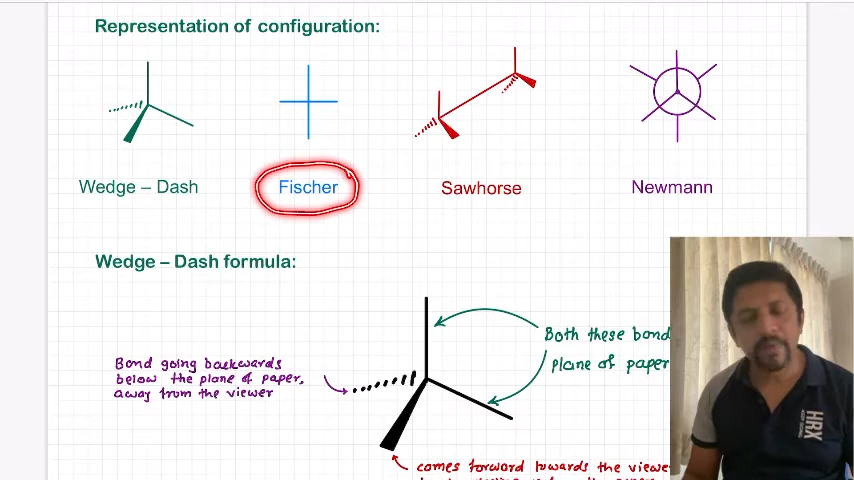 Representation of configuration:
Wedge – Dash
Fischer
Sawhorse
Newmann
Wedge – Dash formula:
Both these bond
plane of paper
Bond going backwards
below the plane of paper,
away from the viewer
comes forward towards the viewe
HRX